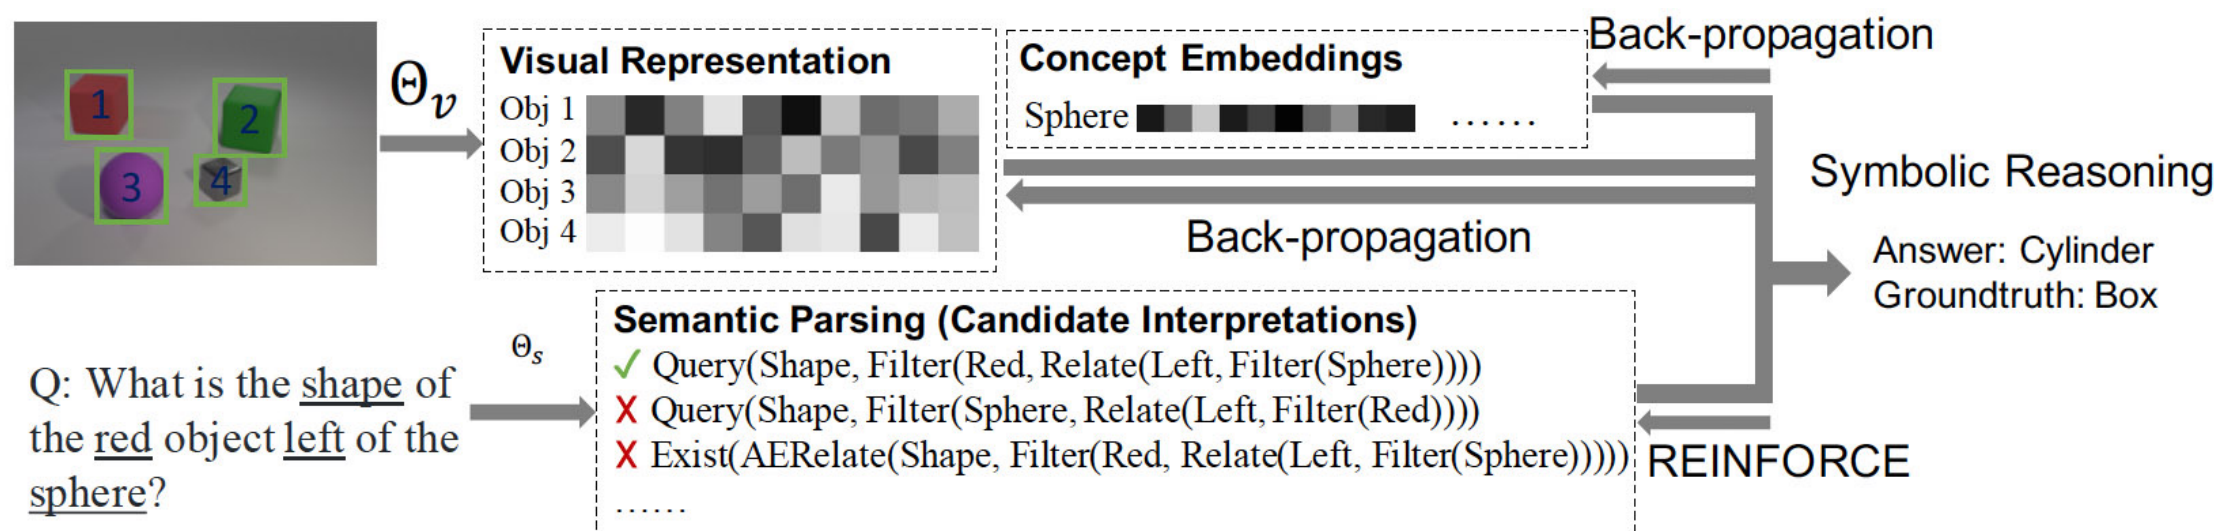 1
2
3
4
Θv
Visual Representation
Obj 1
Obj 2
Obj 3
Obj 4
Concept Embeddings
Sphere ......
Back-propagation
Back-propagation
Symbolic Reasoning
Answer: Cylinder
Groundtruth: Box
Q: What is the shape of
the red object left of the
sphere?
Θs
Semantic Parsing (Candidate Interpretations)
✓ Query(Shape, Filter(Red, Relate(Left, Filter(Sphere))))
X Query(Shape, Filter(Sphere, Relate(Left, Filter(Red))))
X Exist(AERelate(Shape, Filter(Red, Relate(Left, Filter(Sphere)))))
......
REINFORCE